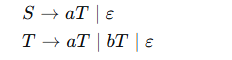 S → aT | ε
T → aT | bT | ε